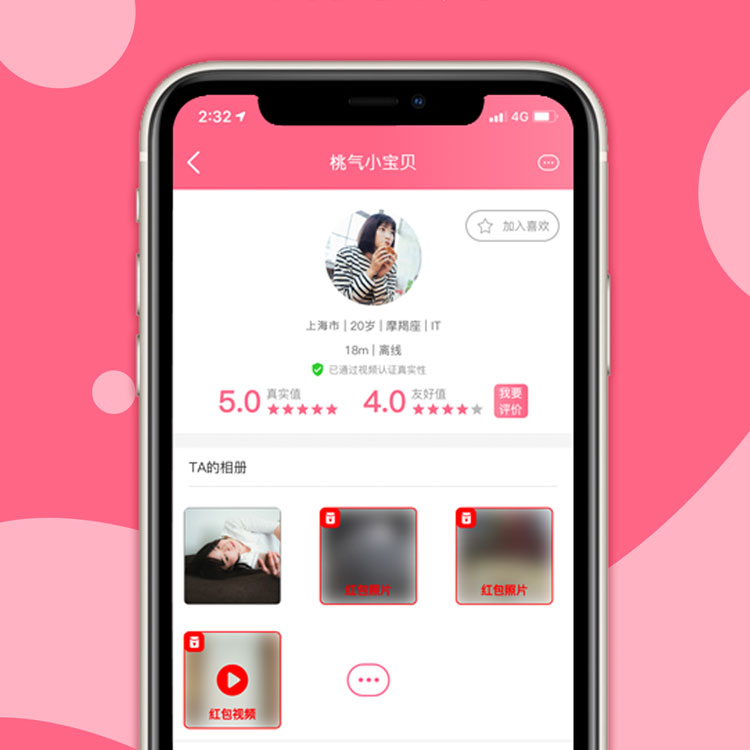 2:32
4G
桃气小宝贝
加入喜欢
上海市 | 20岁 | 摩羯座 | IT
18m | 离线
已通过视频认证真实性
5.0 真实值
4.0 友好值
我要
评价
TA的相册
红包照片
红包照片
红包视频